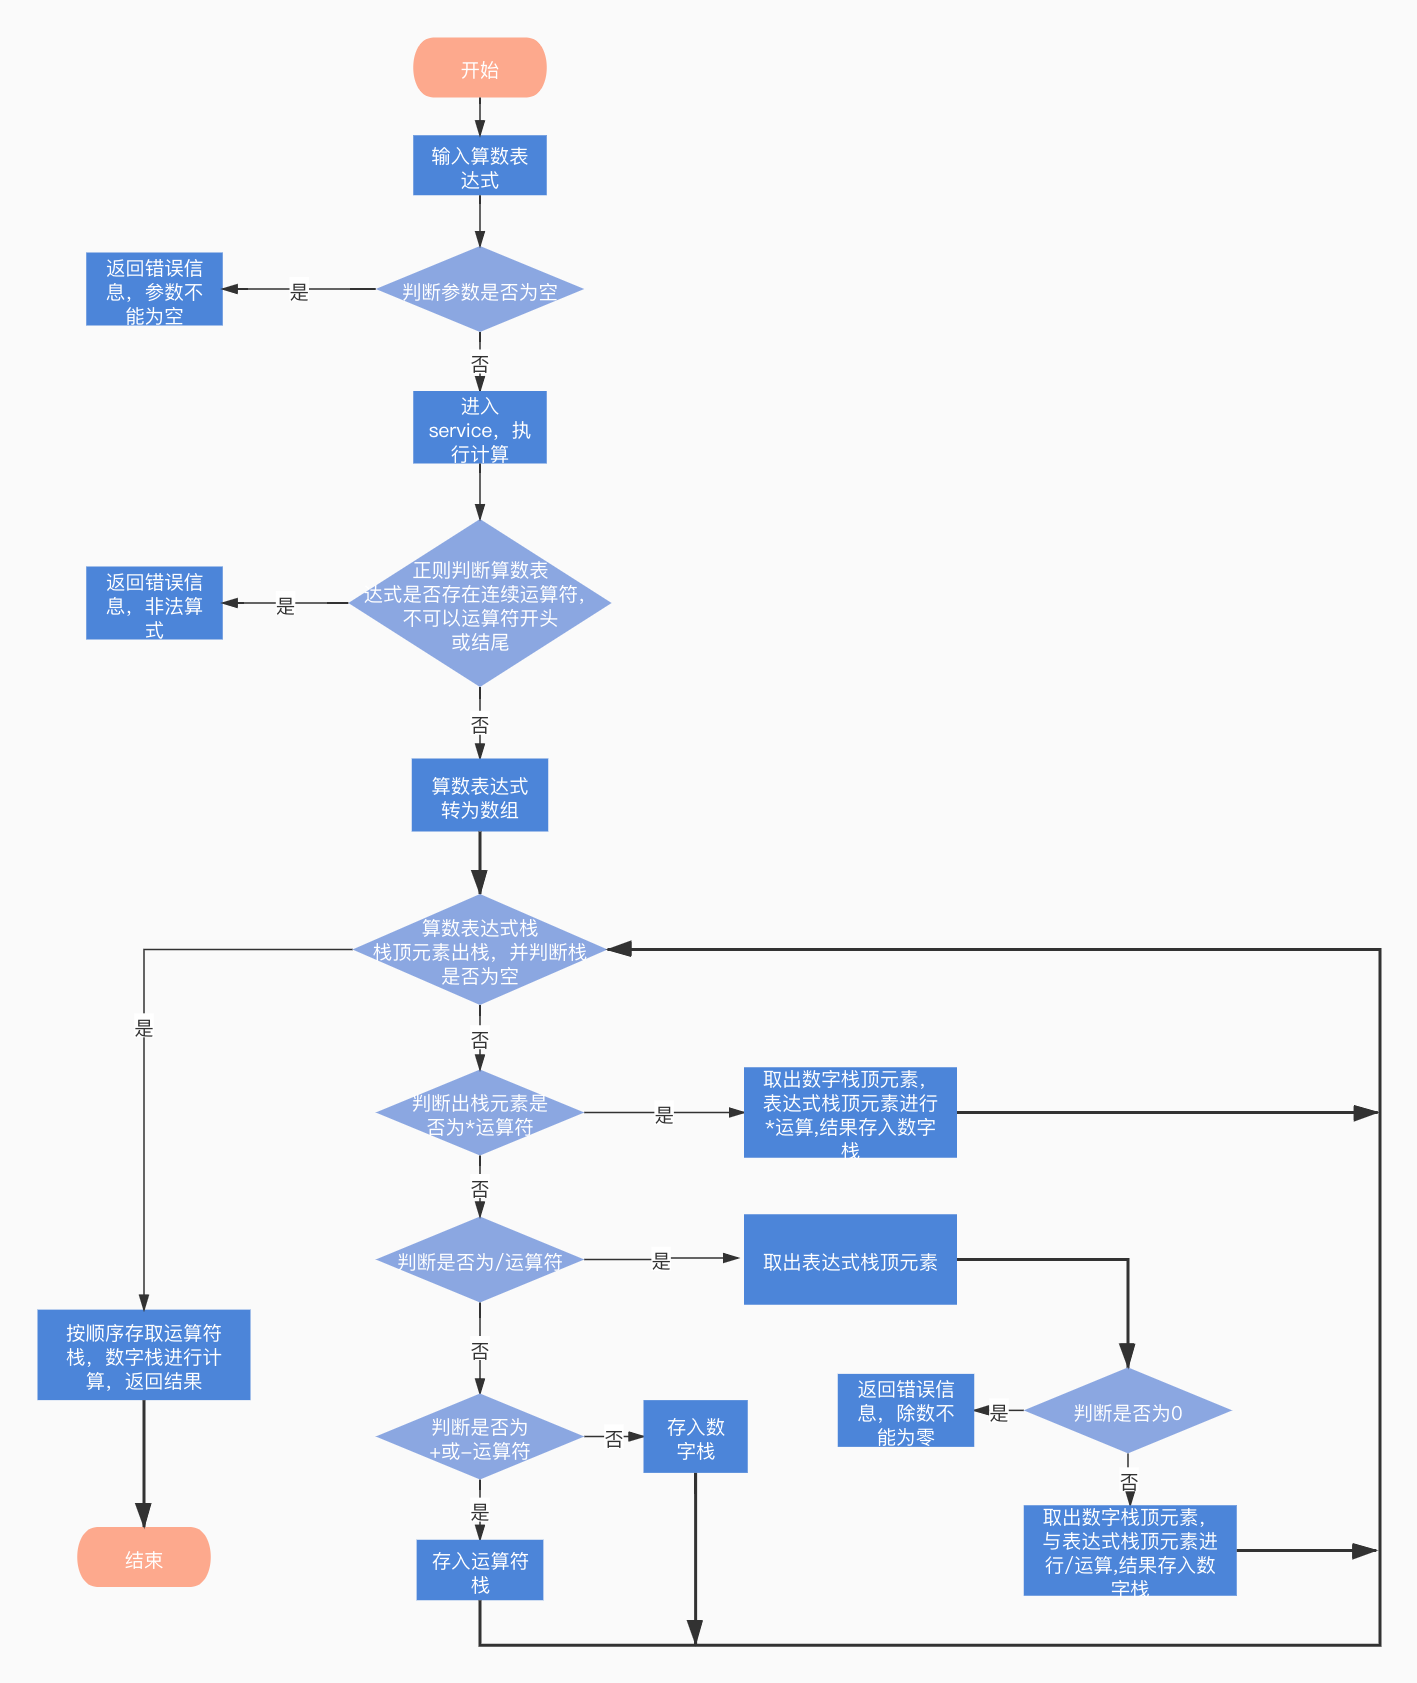 开始
输入算数表
达式
返回错误信
息，参数不
能为空
是
判断参数是否为空
否
进入
service，执
行计算
返回错误信
息，非法算
式
是
正则判断算数表
达式是否存在连续运算符，
不可以运算符开头
或结尾
否
算数表达式
转为数组
算数表达式栈
栈顶元素出栈，并判断栈
是否为空
是
否
判断出栈元素是
否为*运算符
是
取出数字栈顶元素，
表达式栈顶元素进行
*运算,结果存入数字
栈
否
判断是否为/运算符
是
取出表达式栈顶元素
按顺序存取运算符
栈，数字栈进行计
算，返回结果
否
判断是否为
+或-运算符
否
存入数
字栈
返回错误信
息，除数不
能为零
是
判断是否为0
是
否
存入运算符
栈
取出数字栈顶元素，
与表达式栈顶元素进
行/运算,结果存入数
字栈
结束